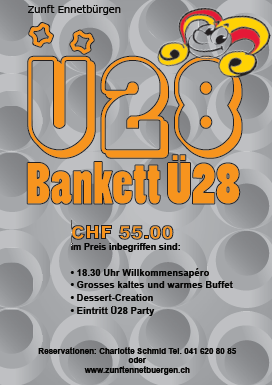 Zunft Ennetbürgen
Ü28
Bankett Ü28
CHF 55.00
im Preis inbegriffen sind:
• 18.30 Uhr Willkommensapéro
• Grosses kaltes und warmes Buffet
• Dessert-Creation
• Eintritt Ü28 Party
Reservationen: Charlotte Schmid Tel. 041 620 80 85
oder
www.zunftennetbuergen.ch